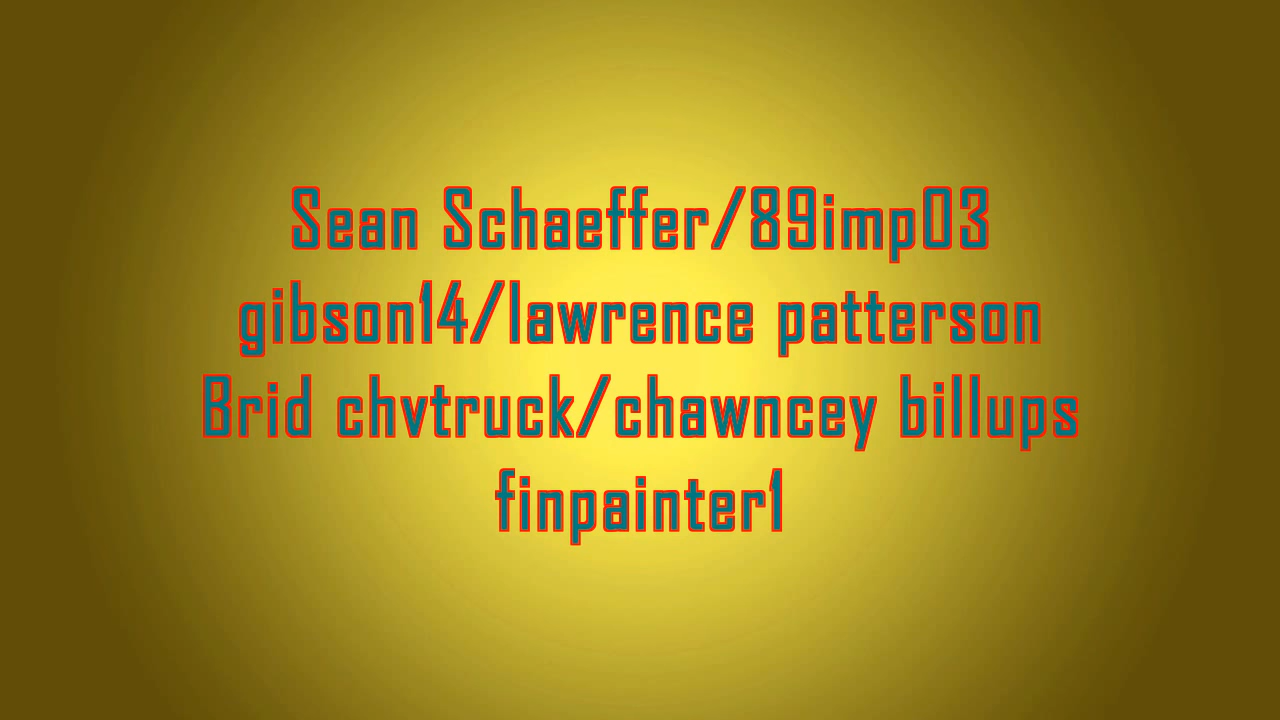 Sean Schaeffer/89imp03
gibson14/lawrence patterson
Brid chvtruck/chawncey billups
finpainter1